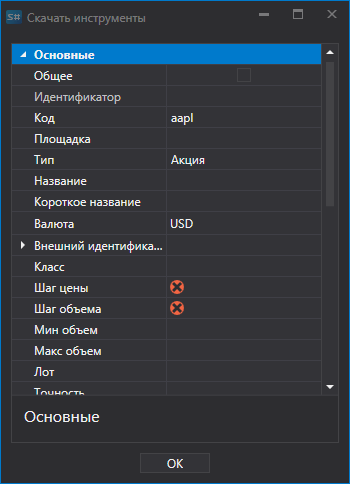 S# Скачать инструменты
Основные
Общее
Идентификатор
Код aapl
Площадка
Тип Акция
Название
Короткое название
Валюта USD
Внешний идентифика...
Класс
Шаг цены
Шаг объема
Мин объем
Макс объем
Лот
Точность
Основные
OK